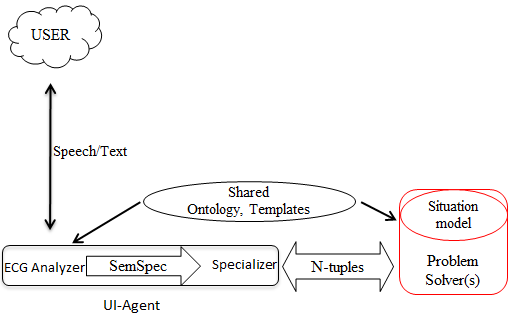 USER
Speech/Text
Shared
Ontology, Templates
Situation
model
ECG Analyzer
SemSpec
Specializer
N-tuples
Problem
Solver(s)
UI-Agent